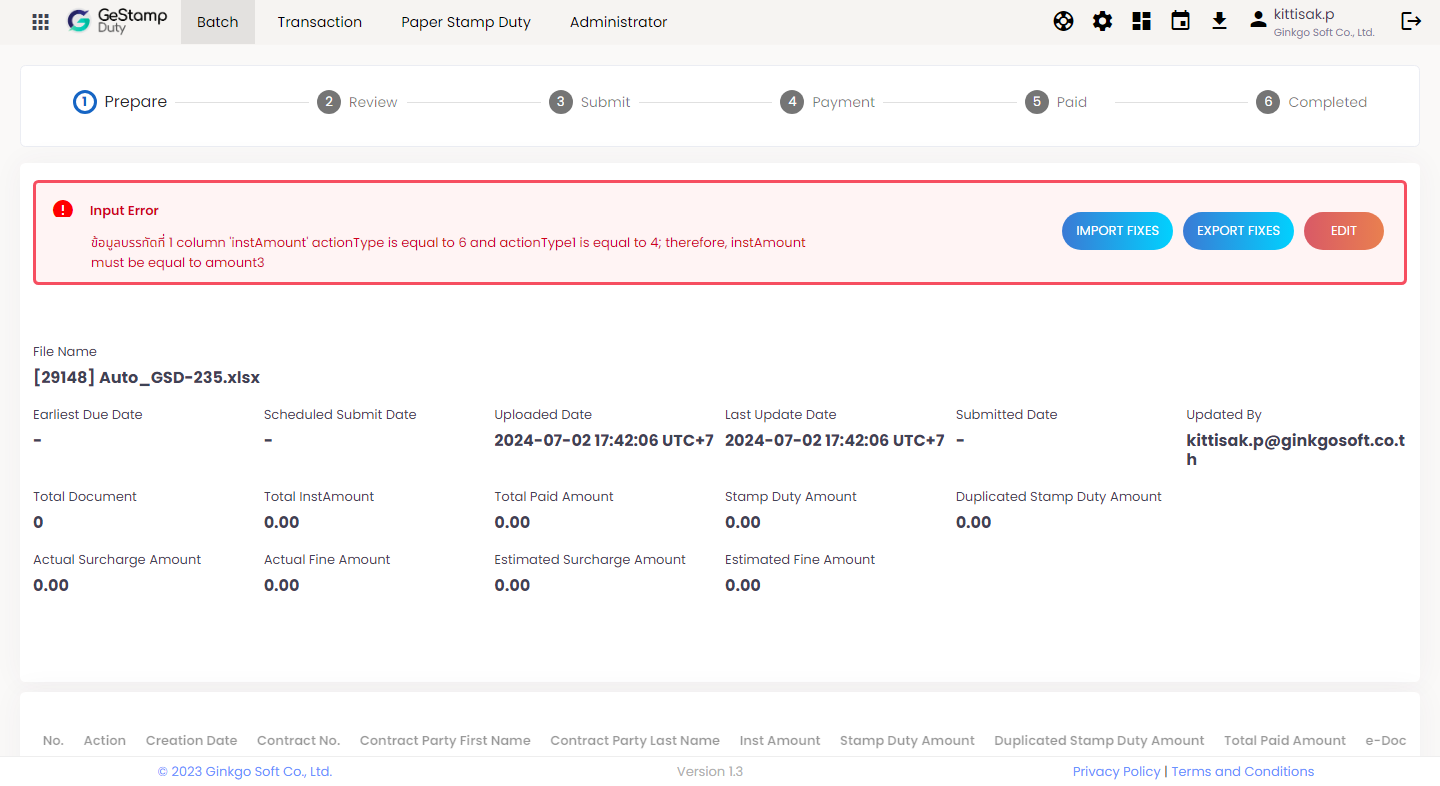 GeStamp
Duty
Batch
Transaction
Paper Stamp Duty
Administrator
kittisak.p
Ginkgo Soft Co., Ltd.
1 Prepare
2 Review
3 Submit
4 Payment
5 Paid
6 Completed
Input Error
ข้อมูลบรรทัดที่ 1 column 'instAmount' actionType is equal to 6 and actionType1 is equal to 4; therefore, instAmount
must be equal to amount3
IMPORT FIXES
EXPORT FIXES
EDIT
File Name
[29148] Auto_GSD-235.xlsx
Earliest Due Date
-
Scheduled Submit Date
-
Uploaded Date
2024-07-02 17:42:06 UTC+7
Last Update Date
2024-07-02 17:42:06 UTC+7
Submitted Date
-
Updated By
kittisak.p@ginkgosoft.co.t
h
Total Document
0
Total InstAmount
0.00
Total Paid Amount
0.00
Stamp Duty Amount
0.00
Duplicated Stamp Duty Amount
0.00
Actual Surcharge Amount
0.00
Actual Fine Amount
0.00
Estimated Surcharge Amount
0.00
Estimated Fine Amount
0.00
No.
Action
Creation Date
Contract No.
Contract Party First Name
Contract Party Last Name
Inst Amount
Stamp Duty Amount
Duplicated Stamp Duty Amount
Total Paid Amount
e-Doc
© 2023 Ginkgo Soft Co., Ltd.
Version 1.3
Privacy Policy | Terms and Conditions